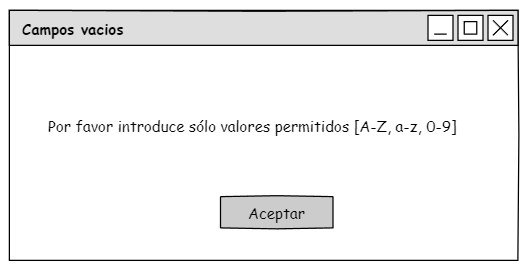 Campos vacios
Por favor introduce sólo valores permitidos [A-Z, a-z, 0-9]
Aceptar